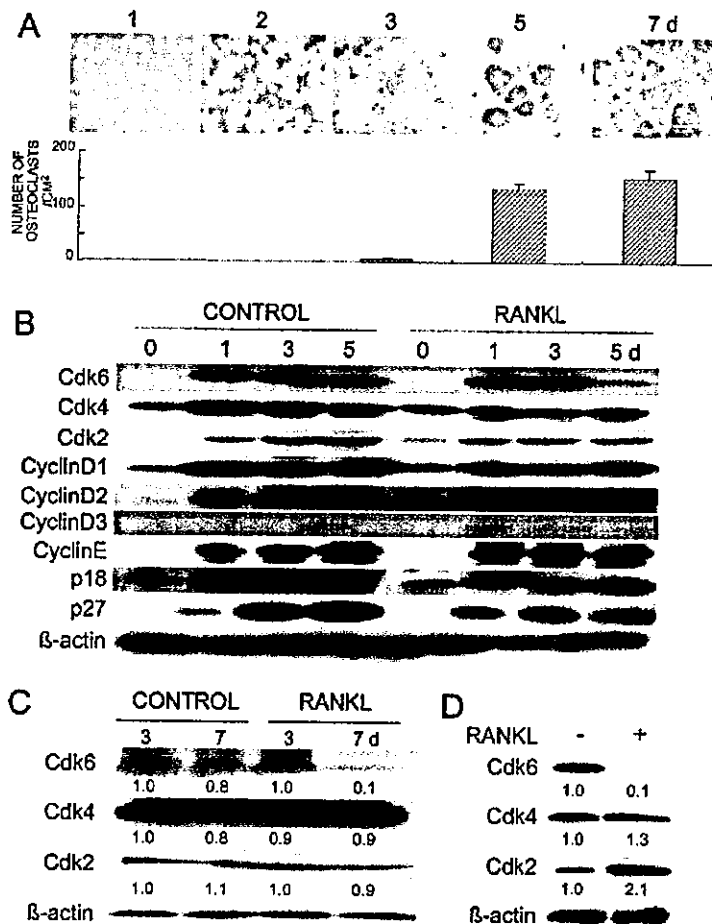 A
1 2 3 5 7 d
NUMBER OF OSTEOCLASTS /CM²
200
100
0
B
CONTROL RANKL
0 1 3 5 0 1 3 5 d
Cdk6
Cdk4
Cdk2
CyclinD1
CyclinD2
CyclinD3
CyclinE
p18
p27
ß-actin
C
CONTROL RANKL
3 7 3 7 d
Cdk6
1.0 0.8 1.0 0.1
Cdk4
1.0 0.8 0.9 0.9
Cdk2
1.0 1.1 1.0 0.9
ß-actin
D
RANKL - +
Cdk6
1.0 0.1
Cdk4
1.0 1.3
Cdk2
1.0 2.1
ß-actin